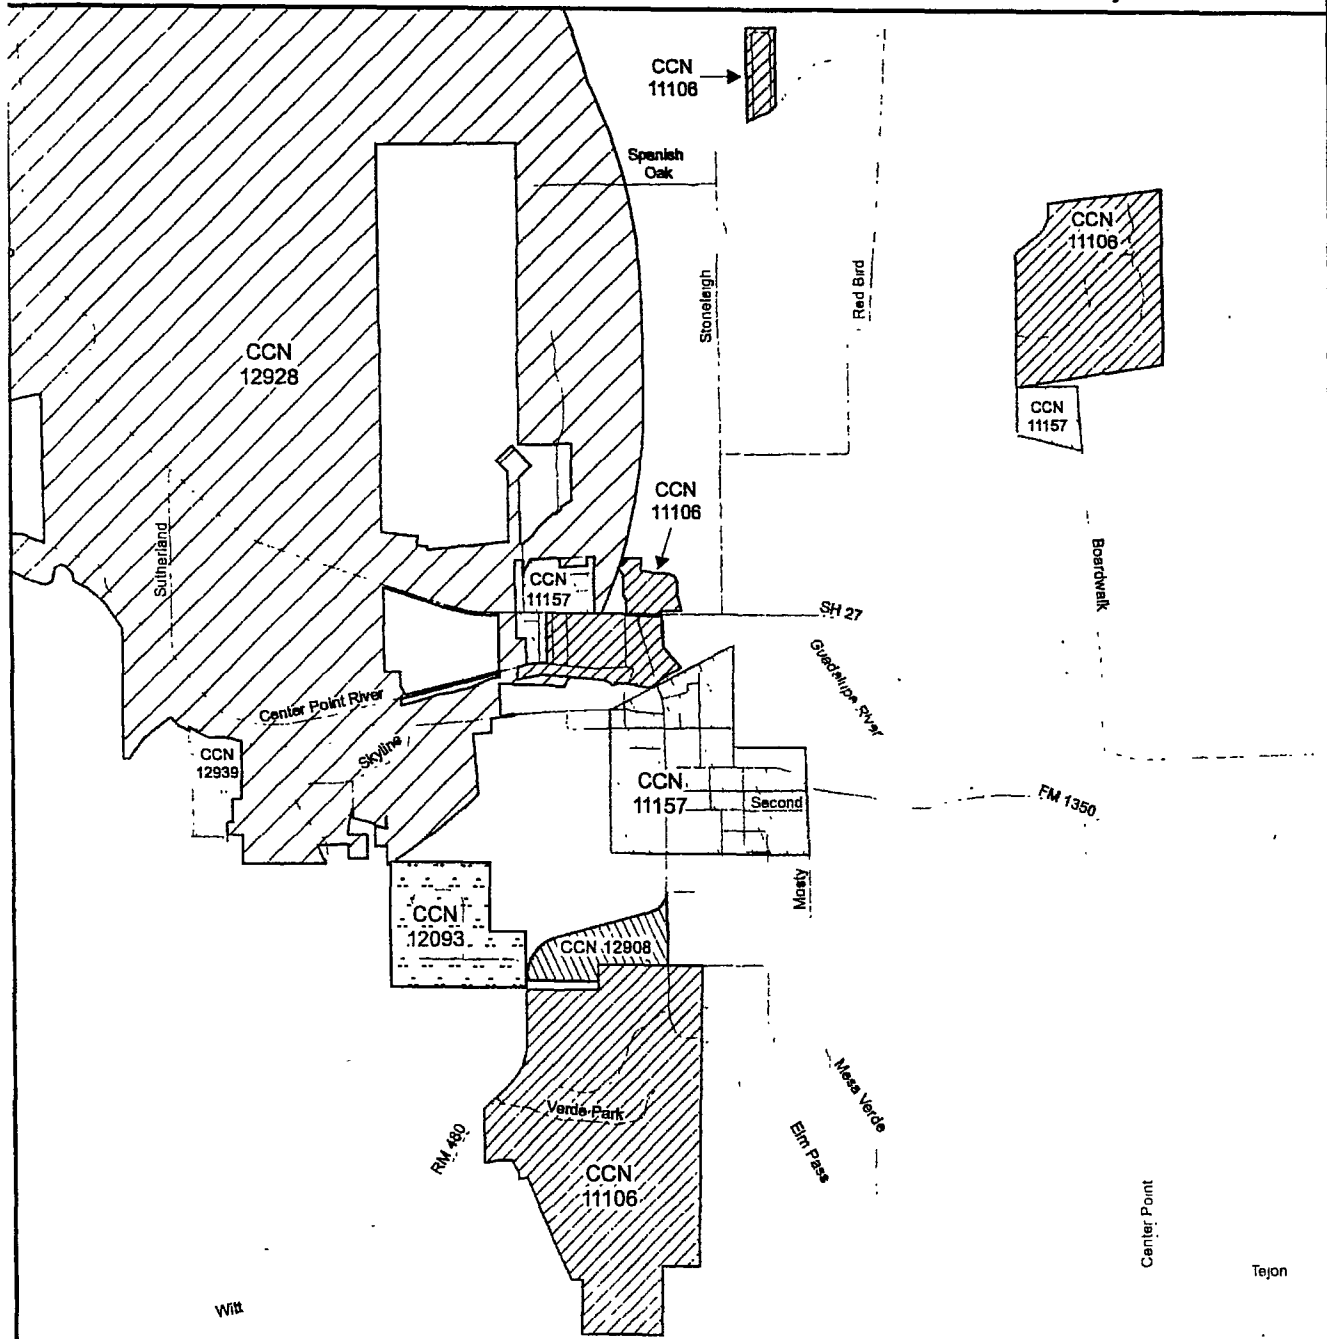 CCN
11106
Spanish
Oak
CCN
11106
Stoneleigh
Red Bird
CCN
12928
CCN
11157
CCN
11106
Sutherland
Boardwalk
CCN
11157
SH 27
Guadalupe River
Center Point River
Skyline
CCN
12939
CCN
11157
Second
FM 1350
Mosty
CCN
12093
CCN 12908
Mesa Verde
Verde Park
Elm Pass
RM 480
CCN
11106
Center Point
Tejon
Witt